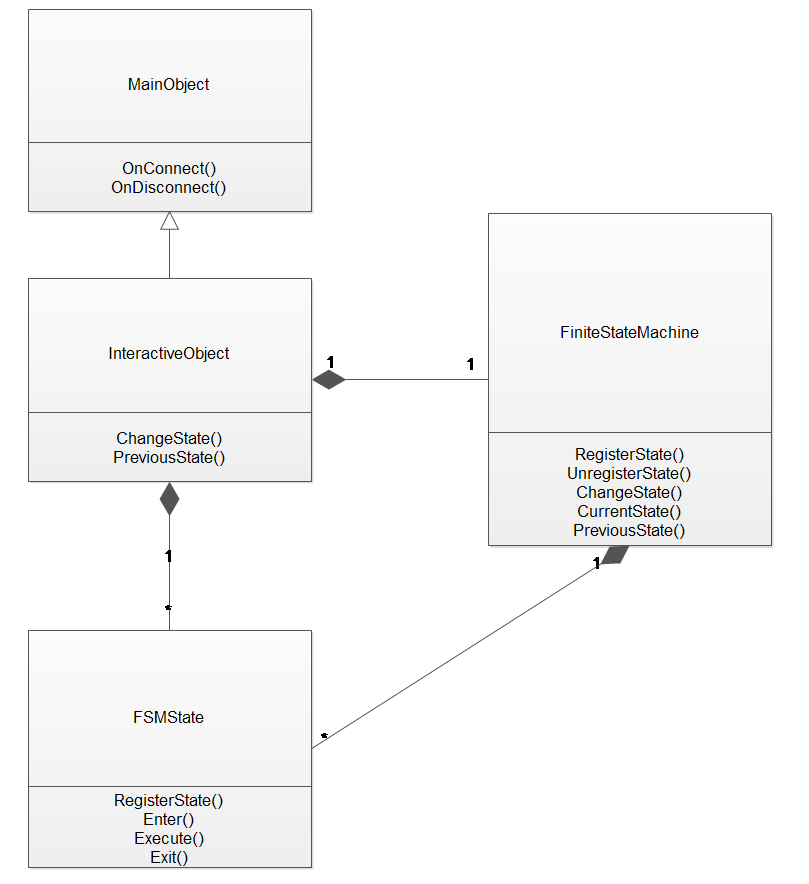 MainObject
OnConnect()
OnDisconnect()
InteractiveObject
ChangeState()
PreviousState()
1
1
FiniteStateMachine
RegisterState()
UnregisterState()
ChangeState()
CurrentState()
PreviousState()
1
*
1
*
FSMState
RegisterState()
Enter()
Execute()
Exit()